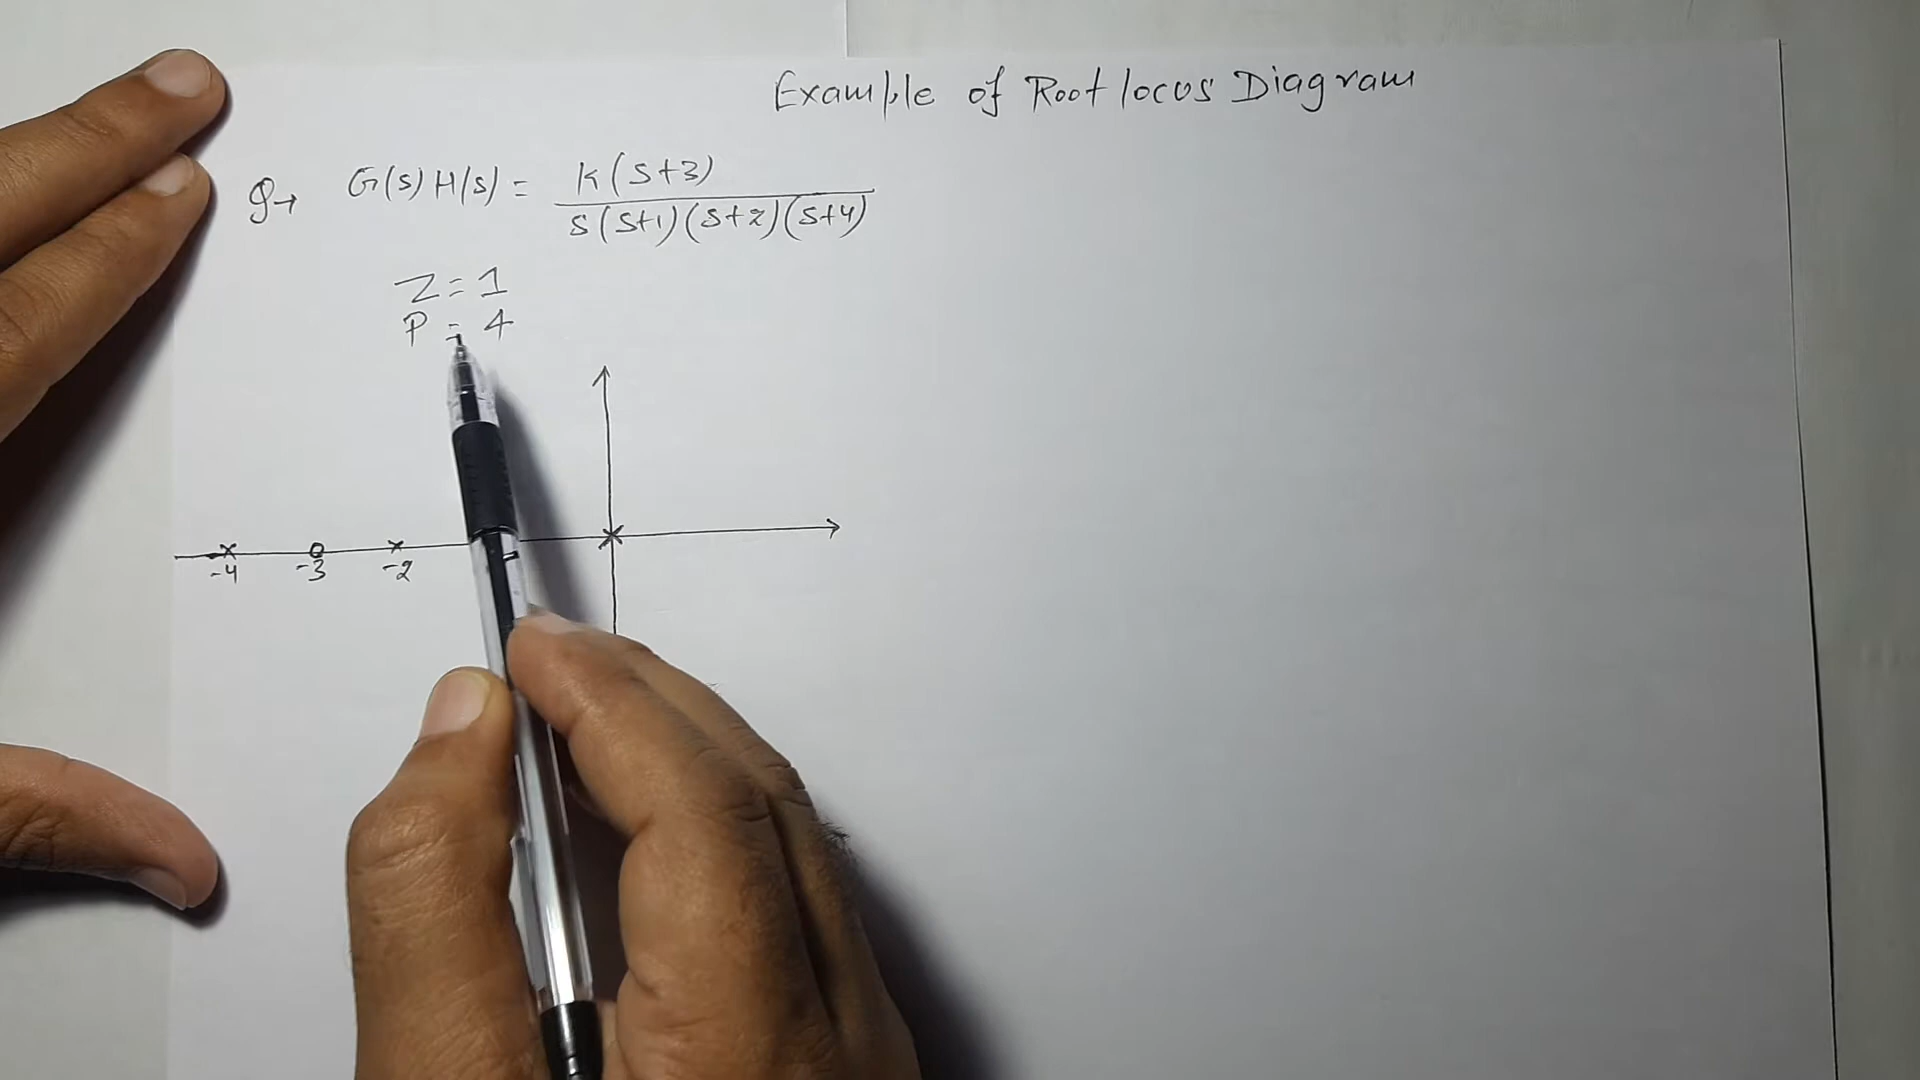 Example of Root locus Diagram
Q→ G(s)H(s) = K(s+3)
s(s+1)(s+2)(s+4)
Z = 1
P = 4
-4 -3 -2